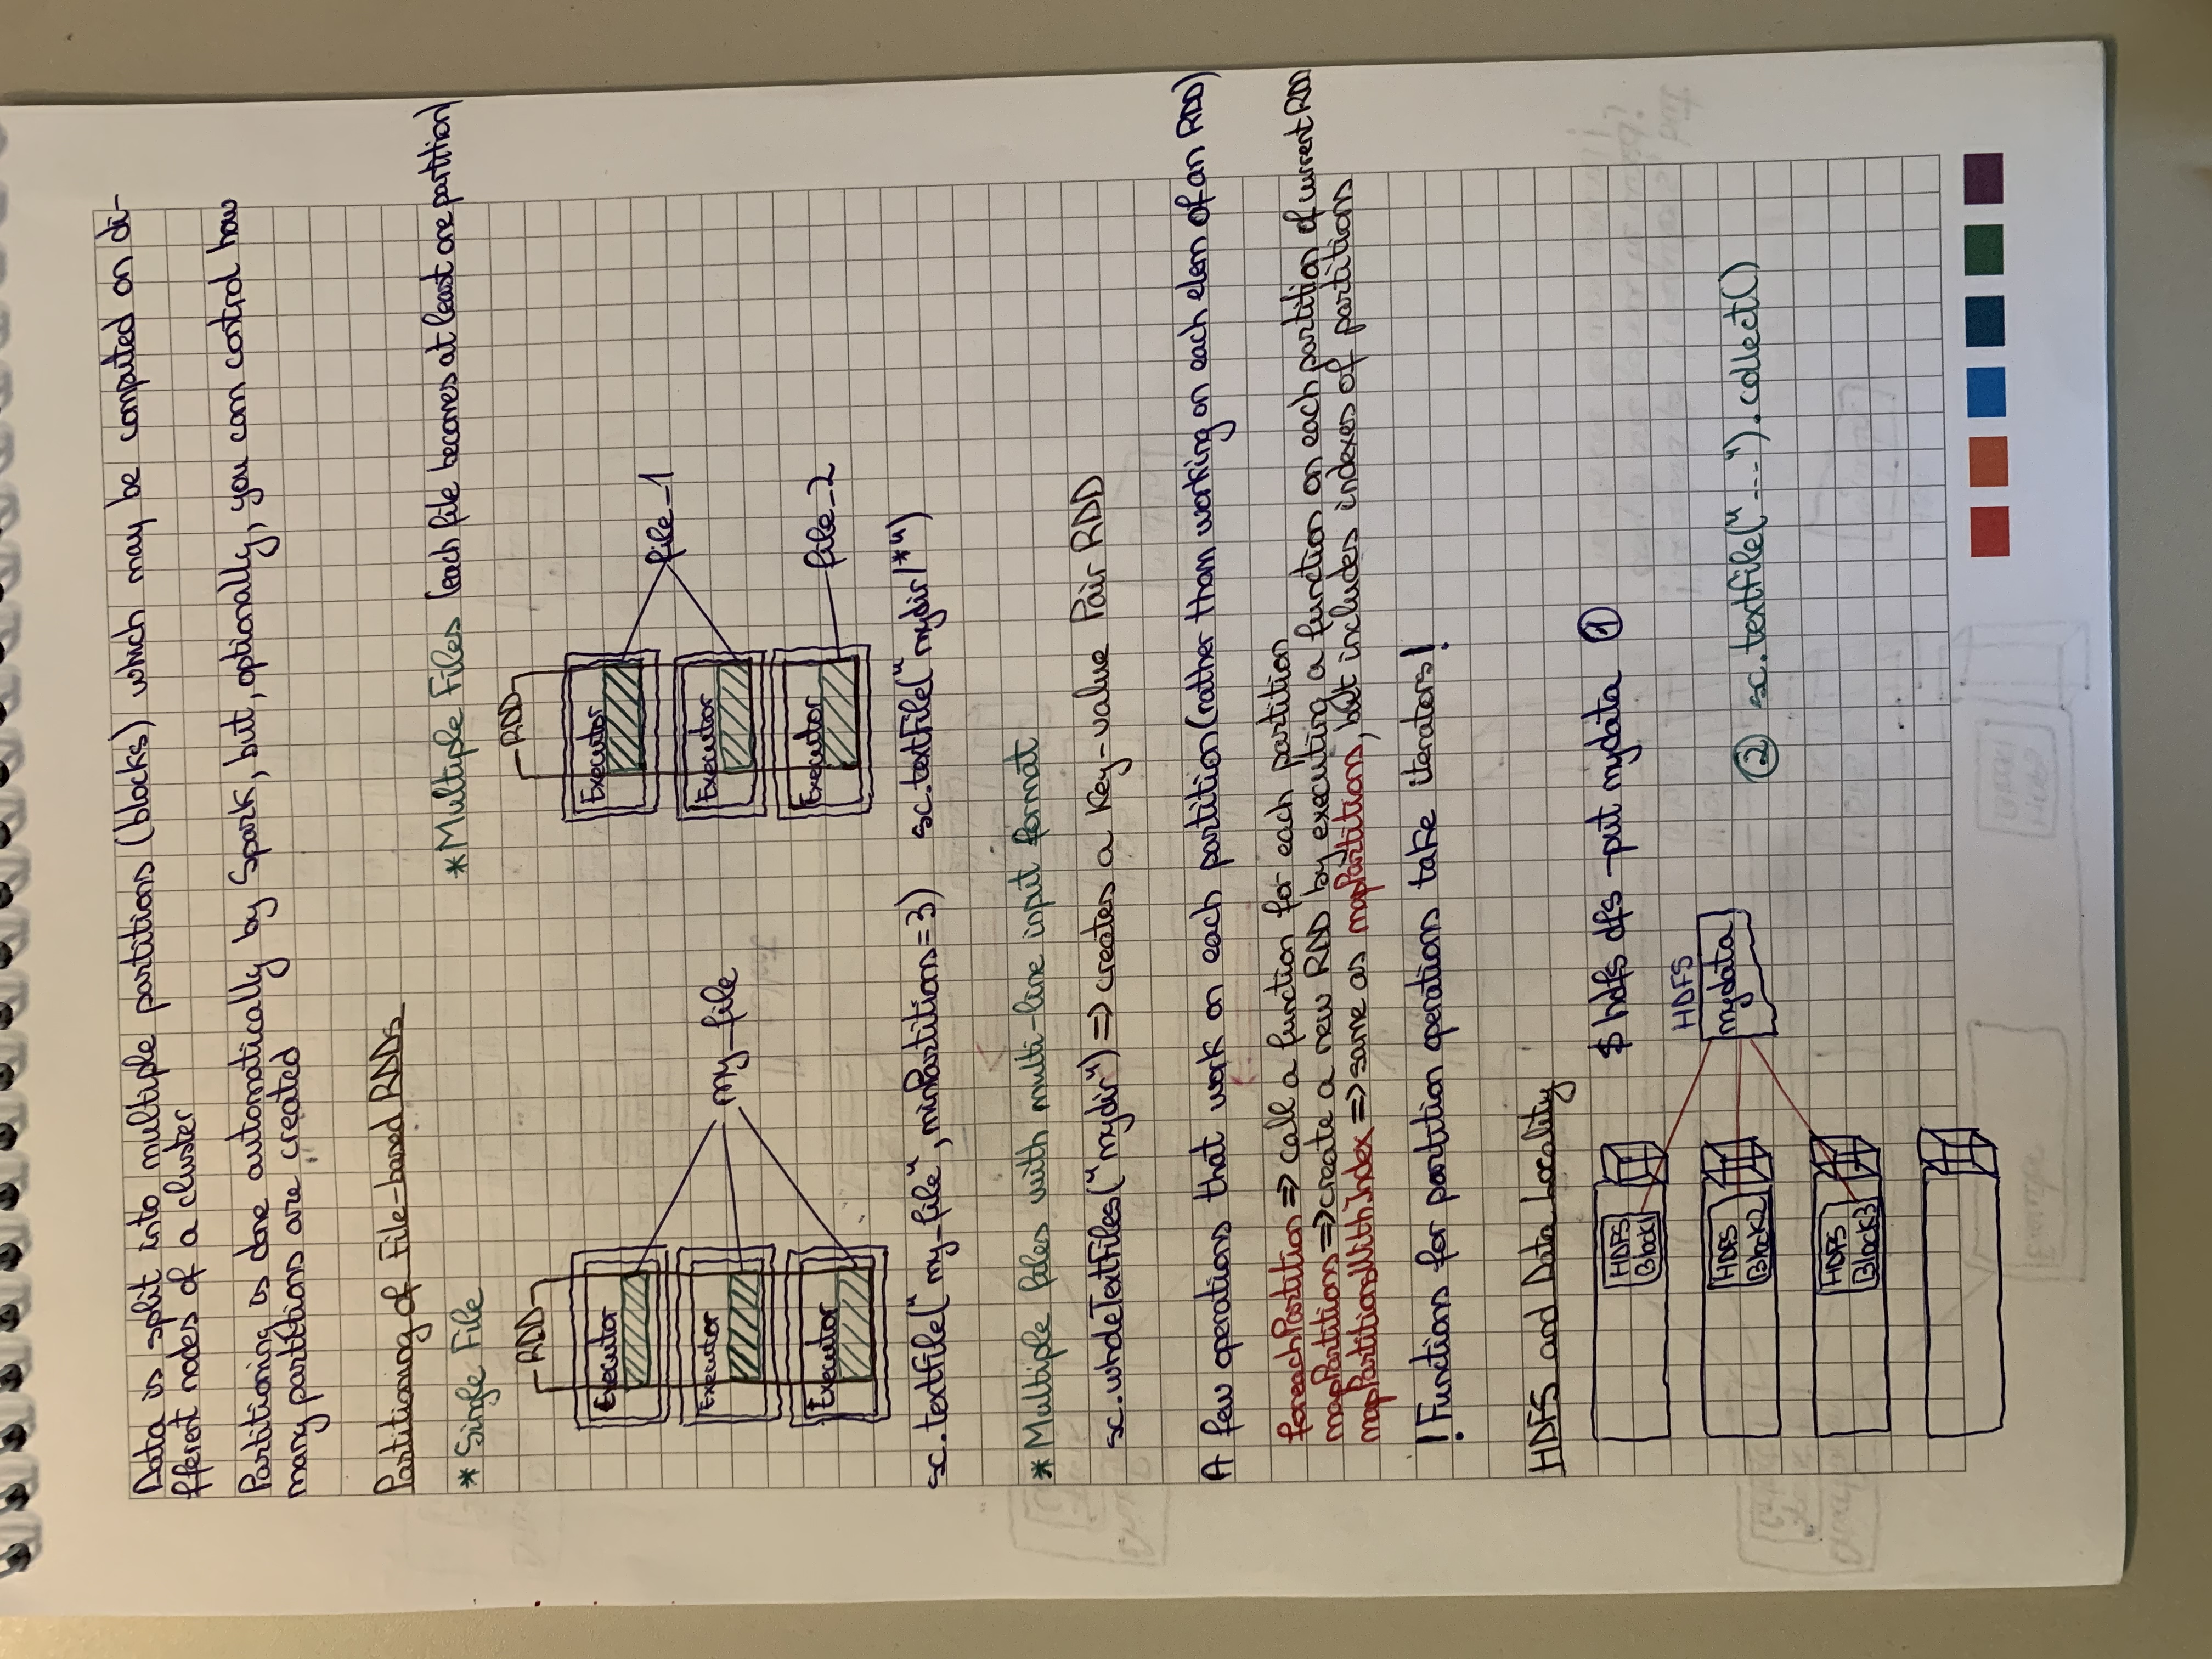 Data is split into multiple partitions (blocks) which may be computed on di-
fferent nodes of a cluster
Partitioning is done automatically by Spark, but, optionally, you can control how
many partitions are created
Partitioning of File-based RDDs
* Single File
* Multiple Files (each file becomes at least one partition)
RDD
Executor
Executor
Executor
my_file
RDD
Executor
Executor
Executor
file_1
file_2
sc.textfile("my_file", minPartitions=3)
sc.textFile("mydir/*")
* Multiple files with multi-line input format
sc.wholeTextFiles("mydir") => creates a Key-value Pair RDD
A few operations that work on each partition (rather than working on each elem of an RDD)
foreachPartition => call a function for each partition
mapPartitions => create a new RDD by executing a function on each partition of current RDD
mapPartitionsWithIndex => same as mapPartitions, but includes indexes of partitions
! Functions for partition operations take iterators!
HDFS and Data Locality
$ hdfs dfs -put mydata ①
HDFS
Block1
HDFS
Block2
HDFS
Block3
HDFS
mydata
② sc.textfile("---").collect()